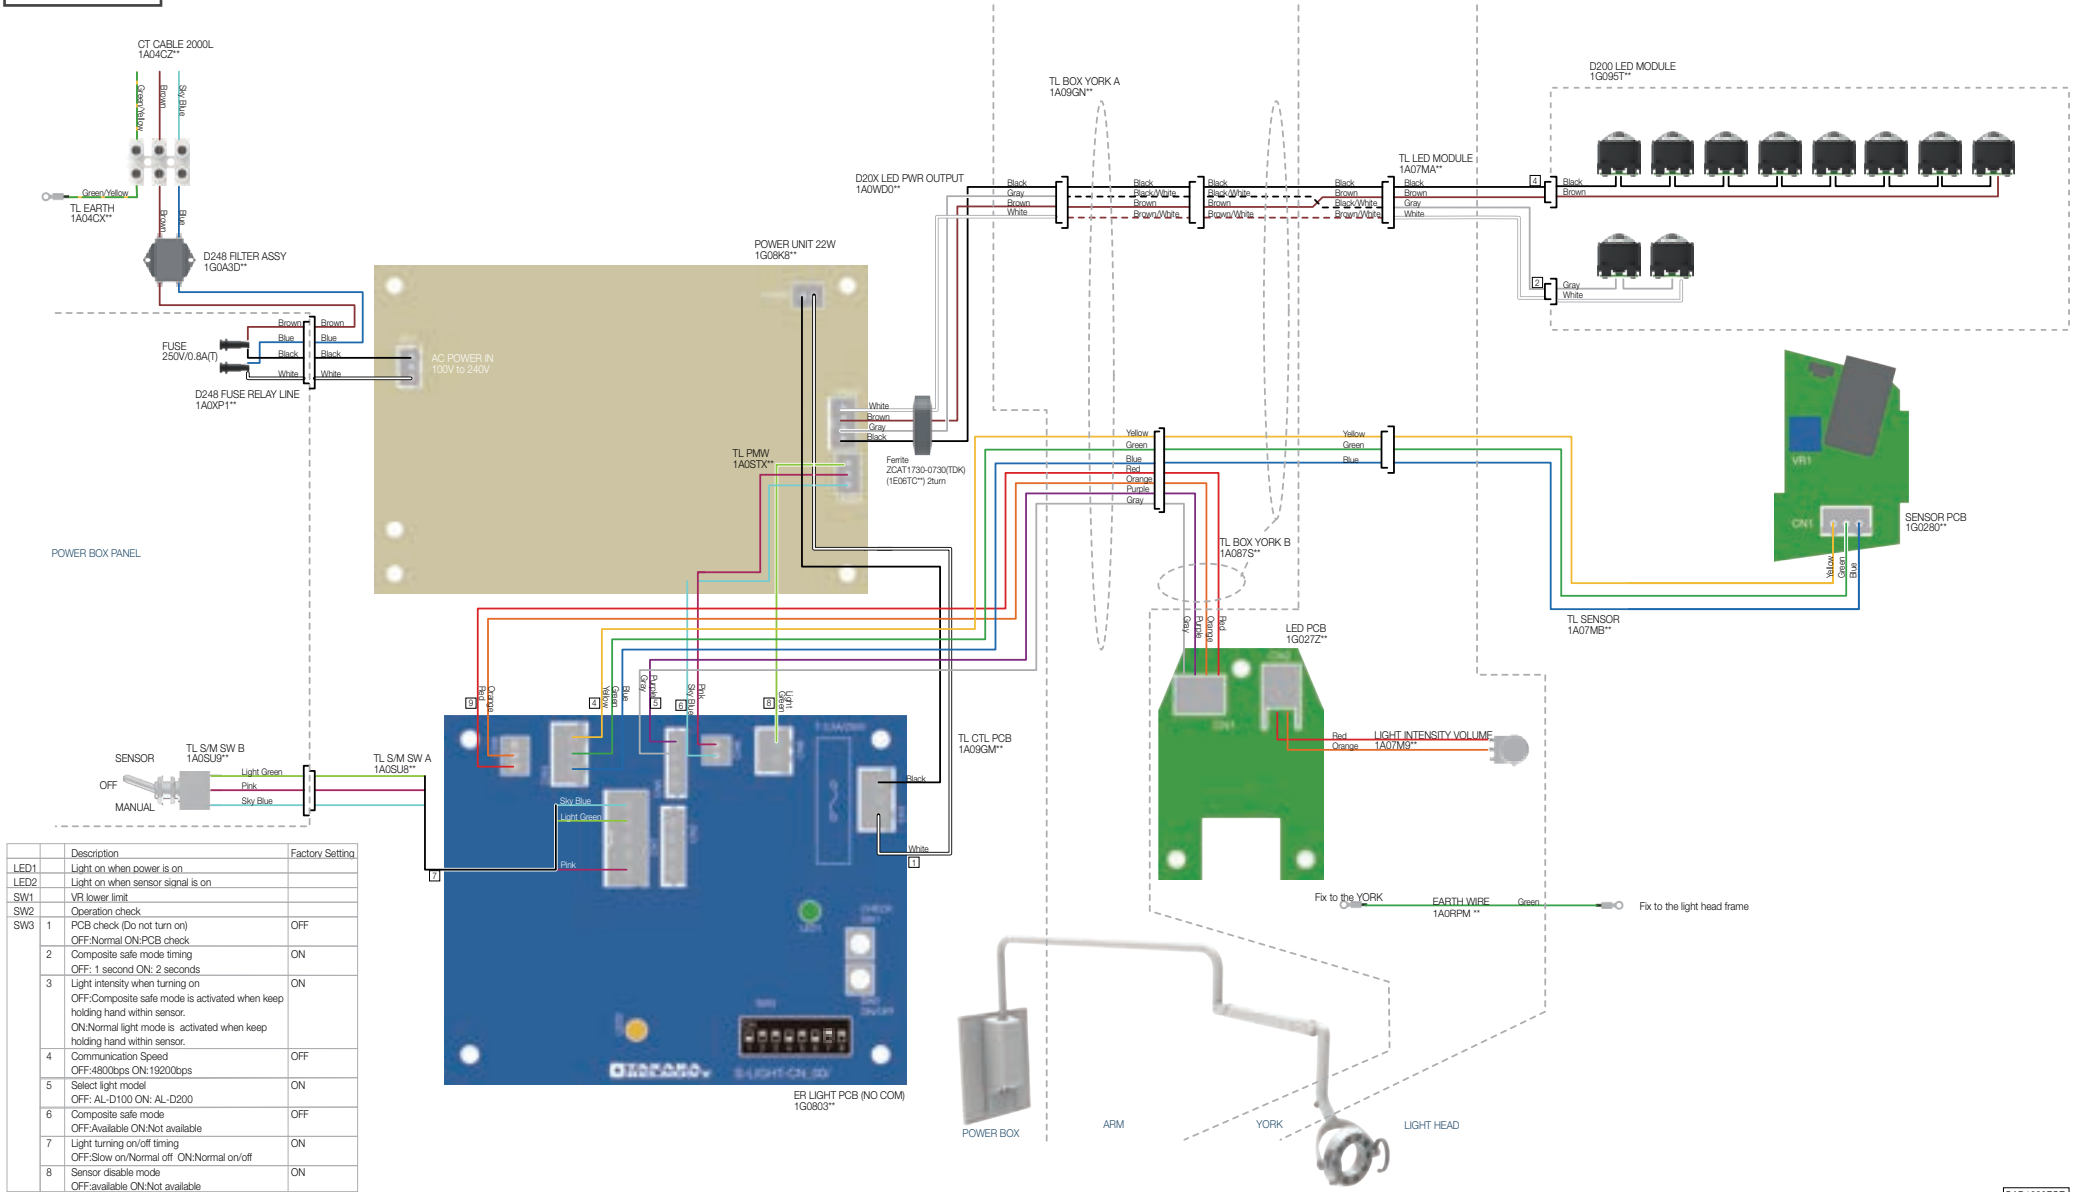 CT CABLE 2000L
1A04CZ**
Green/Yellow
Brown
Sky Blue
Green/Yellow
TL EARTH
1A04CX**
Brown
Blue
D248 FILTER ASSY
1G0A3D**
FUSE
250V/0.8A(T)
Brown
Blue
Black
White
Brown
Blue
Black
White
D248 FUSE RELAY LINE
1A0XP1**
AC POWER IN
100V to 240V
POWER UNIT 22W
1G08K8**
TL PMW
1A0STX**
White
Brown
Gray
Black
Ferrite
ZCAT1730-0730(TDK)
(1E06TC**) 2turn
D20X LED PWR OUTPUT
1A0WD0**
TL BOX YORK A
1A09GN**
Black
Gray
Brown
White
Black
Black/White
Brown
Brown/White
Black
Black/White
Brown
Brown/White
Black
Brown
Black/White
Brown/White
TL LED MODULE
1A07MA**
Black
Brown
Gray
White
D200 LED MODULE
1G095T**
4
Black
Brown
2
Gray
White
Yellow
Green
Blue
Red
Orange
Purple
Gray
Yellow
Green
Blue
TL BOX YORK B
1A087S**
VR1
CN1
SENSOR PCB
1G0280**
Yellow
Green
Blue
TL SENSOR
1A07MB**
POWER BOX PANEL
Gray
Purple
Orange
Red
LED PCB
1G027Z**
CN1
Red
Orange
LIGHT INTENSITY VOLUME
1A07M9**
9
Red
Orange
4
Yellow
Green
Blue
Gray
Purple
5
6
Sky Blue
Pink
8
Light
Green
TL CTL PCB
1A09GM**
Black
White
1
SENSOR
OFF
MANUAL
TL S/M SW B
1A0SU9**
Light Green
Pink
Sky Blue
TL S/M SW A
1A0SU8**
Sky Blue
Light Green
Pink
7
LED1
CHECK
SW1
SW2
ON/OFF
SW3
LED2
ER LIGHT PCB (NO COM)
1G0803**
Fix to the YORK
EARTH WIRE
1A0RPM **
Green
Fix to the light head frame
POWER BOX
ARM
YORK
LIGHT HEAD
Description Factory Setting
LED1 Light on when power is on
LED2 Light on when sensor signal is on
SW1 VR lower limit
SW2 Operation check
SW3 1 PCB check (Do not turn on) OFF
OFF:Normal ON:PCB check
2 Composite safe mode timing ON
OFF: 1 second ON: 2 seconds
3 Light intensity when turning on ON
OFF:Composite safe mode is activated when keep
holding hand within sensor.
ON:Normal light mode is activated when keep
holding hand within sensor.
4 Communication Speed OFF
OFF:4800bps ON:19200bps
5 Select light model ON
OFF: AL-D100 ON: AL-D200
6 Composite safe mode OFF
OFF:Available ON:Not available
7 Light turning on/off timing ON
OFF:Slow on/Normal off ON:Normal on/off
8 Sensor disable mode ON
OFF:available ON:Not available